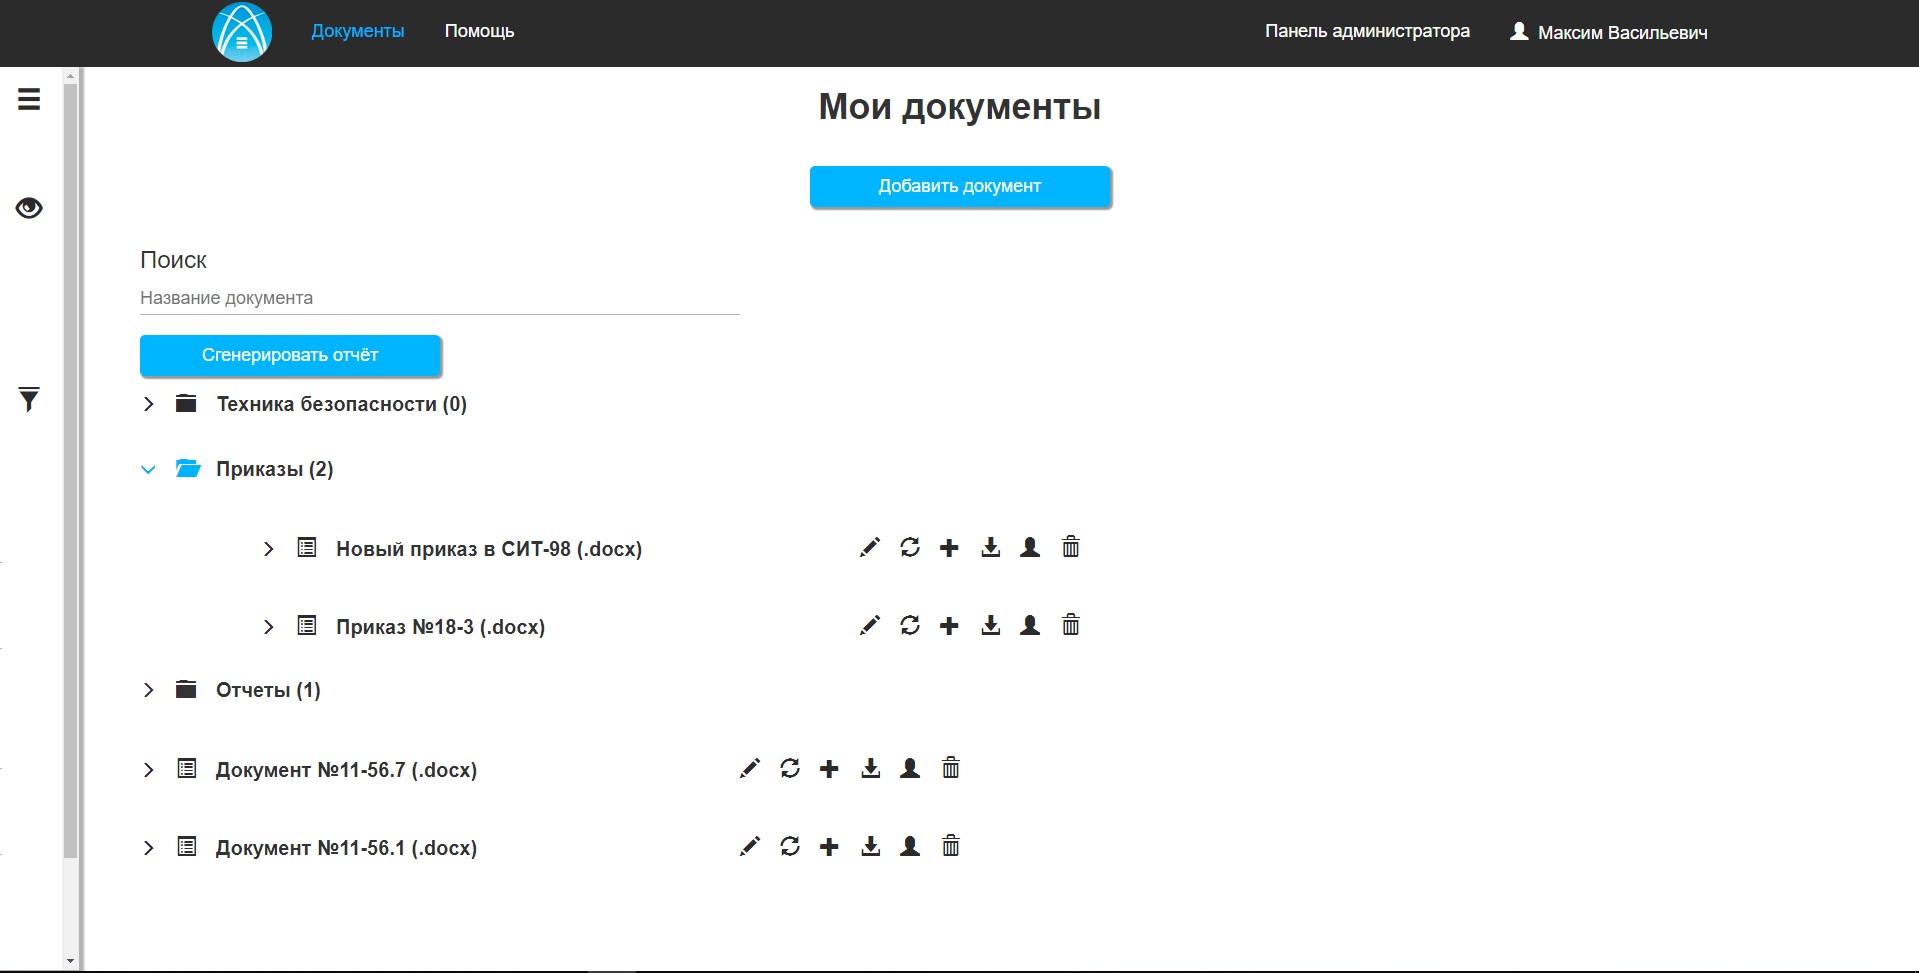 Документы
Помощь
Панель администратора
Максим Васильевич
Мои документы
Добавить документ
Поиск
Название документа
Сгенерировать отчёт
Техника безопасности (0)
Приказы (2)
Новый приказ в СИТ-98 (.docx)
Приказ №18-3 (.docx)
Отчеты (1)
Документ №11-56.7 (.docx)
Документ №11-56.1 (.docx)